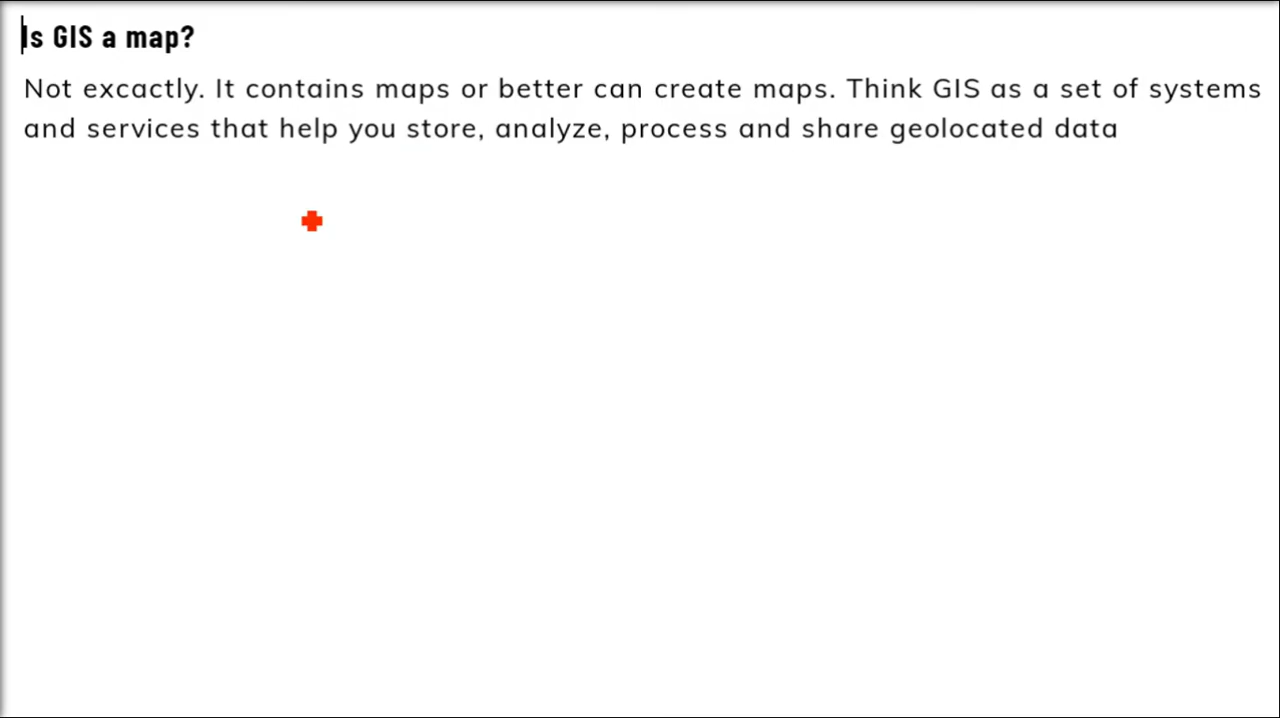 Is GIS a map?
Not excactly. It contains maps or better can create maps. Think GIS as a set of systems
and services that help you store, analyze, process and share geolocated data